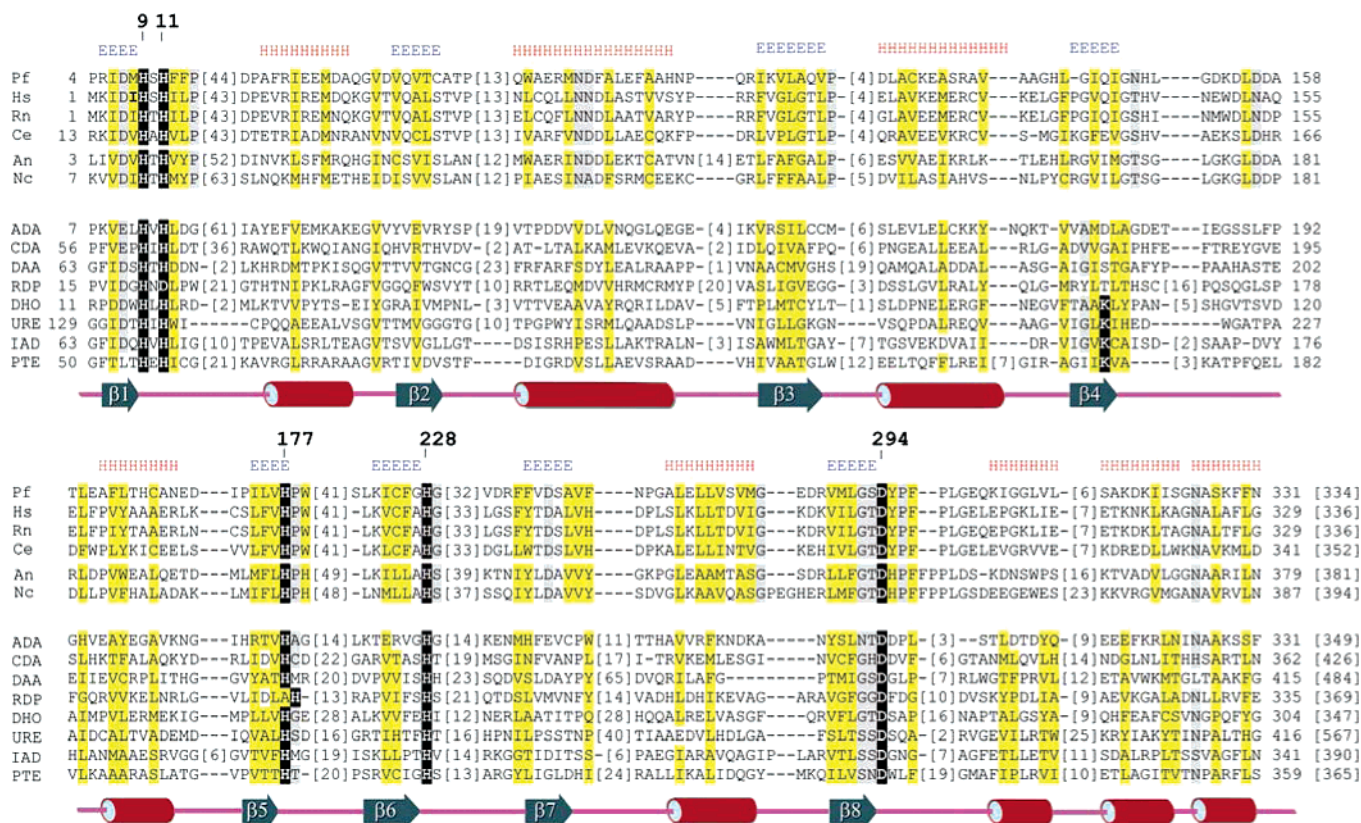 9 11
EEEE HHHHHHHHH EEEEE HHHHHHHHHHHHHHHH EEEEEEE HHHHHHHHHHHHH EEEEE
Pf 4 PRIDMHSHFFP[44]DPAFRIEEMDAQGVDVQVTCATP[13]QWAERMNDFALEFAAHNP----QRIKVLAQVP-[4]DLACKEASRAV---AAGHL-GIQIGNHL---GDKDLDDA 158
Hs 1 MKIDIHSHILP[43]DPEVRIREMDQKGVTVQALSTVP[13]NLCQLLNNDLASTVVSYP----RRFVGLGTLP-[4]ELAVKEMERCV---KELGFPGVQIGTHV---NEWDLNAQ 155
Rn 1 MKIDIHTHILP[43]DPEVRIREMNQKGVTVQALSTVP[13]ELCQFLNNDLAATVARYP----RRFVGLGTLP-[4]GLAVEEMERCV---KELGFPGIQIGSHI---NMWDLNDP 155
Ce 13 RKIDVHAHVLP[43]DTETRIADMNRANVNVQCLSTVP[13]IVARFVNNDLLAECQKFP----DRLVPLGTLP-[4]QRAVEEVKRCV---S-MGIKGFEVGSHV---AEKSLDHR 166
An 3 LIVDVHTHVYP[52]DINVKLSFMRQHGINCSVISLAN[12]MWAERINDDLEKTCATVN[14]ETLFAFGALP-[6]ESVVAEIKRLK---TLEHLRGVIMGTSG---LGKGLDDA 181
Nc 7 KVVDIHTHMYP[63]SLNQKMHFMETHEIDISVVSLAN[12]PIAESINADFSRMCEEKC----GRLFFFAALP-[5]DVILASIAHVS---NLPYCRGVILGTSG---LGKGLDDP 181
ADA 7 PKVELHVHLDG[61]IAYEFVEMKAKEGVVYVEVRYSP[19]VTPDDVVDLVNQGLQEGE-[4]IKVRSILCCM-[6]SLEVLELCKKY---NQKT-VVAMDLAGDET---IEGSSLFP 192
CDA 56 PFVEPHIHLDT[36]RAWQTLKWQIANGIQHVRTHVDV-[2]AT-LTALKAMLEVKQEVA-[2]IDLQIVAFPQ-[6]PNGEALLEEAL---RLG-ADVVGAIPHFE---FTREYGVE 195
DAA 63 GFIDSHTHDDN-[2]LKHRDMTPKISQGVTTVVTGNCG[23]FRFARFSDYLEALRAAPP-[1]VNAACMVGHS[19]QAMQALADDAL---ASG-AIGISTGAFYP---PAAHASTE 202
RDP 15 PVIDGHNDLPW[21]GTHTNIPKLRAGFVGGQFWSVYT[10]RRTLEQMDVVHRMCRMYP[20]VASLIGVEGG-[3]DSSLGVLRALY---QLG-MRYLTLTHSC[16]PQSQGLSP 178
DHO 11 RPDDWHLHLRD-[2]MLKTVVPYTS-EIYGRAIVMPNL-[3]VTTVEAAVAYRQRILDAV-[5]FTPLMTCYLT-[5]SLDPNELERGF---NEGVFTAAKLYPAN-[5]SHGVTSVD 120
URE 129 GGIDTHIHWI------CPQQAEEALVSGVTTMVGGGTG[10]TPGPWYISRMLQAADSLP---VNIGLLGKGN----VSQPDALREQV---AAG-VIGLKIHED----WGATPA 227
IAD 63 GFIDQHVHLIG[10]TPEVALSRLTEAGVTSVVGLLGT-----DSISRHPESLLAKTRALN-[3]ISAWMLTGAY---[7]TGSVEKDVAII---DR-VIGVKCAISD-[2]SAAP-DVY 176
PTE 50 GFTLTHEHICG[21]KAVRGLRRARAAGVRTIVDVSTF-----DIGRDVSLLAEVSRAAD----VHIVAATGLW[12]EELTQFFLREI[7]GIR-AGIIKVA-----[3]KATPFQEL 182
β1 β2 β3 β4
177 228 294
HHHHHHHH EEEE EEEEE EEEEE HHHHHHHHH EEEEE HHHHHHH HHHHHHHH HHHHHHH
Pf TLEAFLTHCANED---IPILVHPW[41]SLKICFGHG[32]VDRFFVDSAVF---NPGALELLVSVMG---EDRVMLGSDYPF--PLGEQKIGGLVL-[6]SAKDKIISGNASKFFN 331 [334]
Hs ELFPVYAAAERLK---CSLFVHPW[41]-LKVCFAHG[33]LGSFYTDALVH---DPLSLKLLTDVIG---KDKVILGTDYPF--PLGELEPGKLIE-[7]ETKNKLKAGNALAFLG 329 [336]
Rn ELFPIYTAAERLN---CSLFVHPW[41]-LKVCFAHG[33]LGSFYTDSLVH---DPLSLKLLTDVIG---KDKVILGTDYPF--PLGEQEPGKLIE-[7]ETKDKLKAGNALTFLG 329 [336]
Ce DFWPLYKICEELS---VVLFVHPW[41]-LKLCFAHG[33]DGLLWTDSLVH---DPKALELLINTVG---KEHIVLGTDYPF--PLGELEVGRVVE-[7]KDREDLLWKNAVKMLD 341 [352]
An RLDPVWEALQETD---MLMFLHPH[49]-LKILLAHS[39]KTNIYLDAVVY---GKPGLEAAMTASG---SDRLLFGTDHPFFPPLDS-KDNSWPS[16]KTVADVLGGNAARILN 379 [381]
Nc DLLPVFHALADAK---LMIFLHPH[48]-LNMLLAHS[37]SSQIYLDAVVY---SKVGLKAAVQASGPEGHERLMFGTDHPFFPPLGSDEEGEWES[23]KKVRGVMGANAVRVLN 387 [394]
ADA GHVEAYEGAVKNG---IHRTVHAG[14]LKTERVGHG[14]KENMHFEVCPW[11]TTHAVVRFKNDKA----NYSLNTDDPL-[3]--STLDTDYQ-[9]EEEFKRLNINAAKSSF 331 [349]
CDA SLHKTFALAQKYD---RLIDVHCD[22]GARVTASHT[19]MSGINFVANPL[17]I-TRVKEMLESGI---NVCFGHDDVF-[6]GTANMLQVLH[14]NDGLNLITHHSARTLN 362 [426]
DAA EIIEVCRPLITHG---GVYATHMR-[2]DVPVVISHH[23]SQDVSLDAYPY[65]DVQRILAFG------PTMIGSDGLP-[7]RLWGTFPRVL[12]ETAVWKMTGLTAAKFG 415 [484]
RDP FGQRVVKELNRLG---VLIDLAH-[13]RAPVIFSHS[21]QTDSLVMVNFY[14]VADHLDHIKEVAG--ARAVGFGGDFDG[10]DVSKYPDLIA-[9]AEVKGALADNLLRVFE 335 [369]
DHO AIMPVLERMEKIG---MPLLVHGE[28]ALKVVFEHI[12]NERLAATITPQ[28]HQQALRELVASGF---QRVFLGTDSAP[16]NAPTALGSYA-[9]QHFEAFCSVNGPQFYG 304 [347]
URE AIDCALTVADEMD---IQVALHSD[16]GRTIHTFHT[16]HPNILPSSTNP[40]TIAAEDVLHDLGA----FSLTSSDSQA--[2]RVGEVILRTW[25]KRYIAKYTINPALTHG 416 [567]
IAD HLANMAAESRVGG[6]GVTVFHMG[19]ISKLLPTHV[14]RKGGTIDITSS-[6]PAEGIARAVQAGIP--LARVTLSSDGNG-[7]-AGFETLLETV[14]SDALRPLTSSVAGFLN 341 [390]
PTE VLKAAARASLATG---VPVTTHT-[20]PSRVCIGHS[13]ARGYLIGLDHI[24]RALLIKALIDQGY---MKQILVSNDWLF[19]GMAFIPLRVI[10]ETLAGITVTNPARFLS 359 [365]
β5 β6 β7 β8